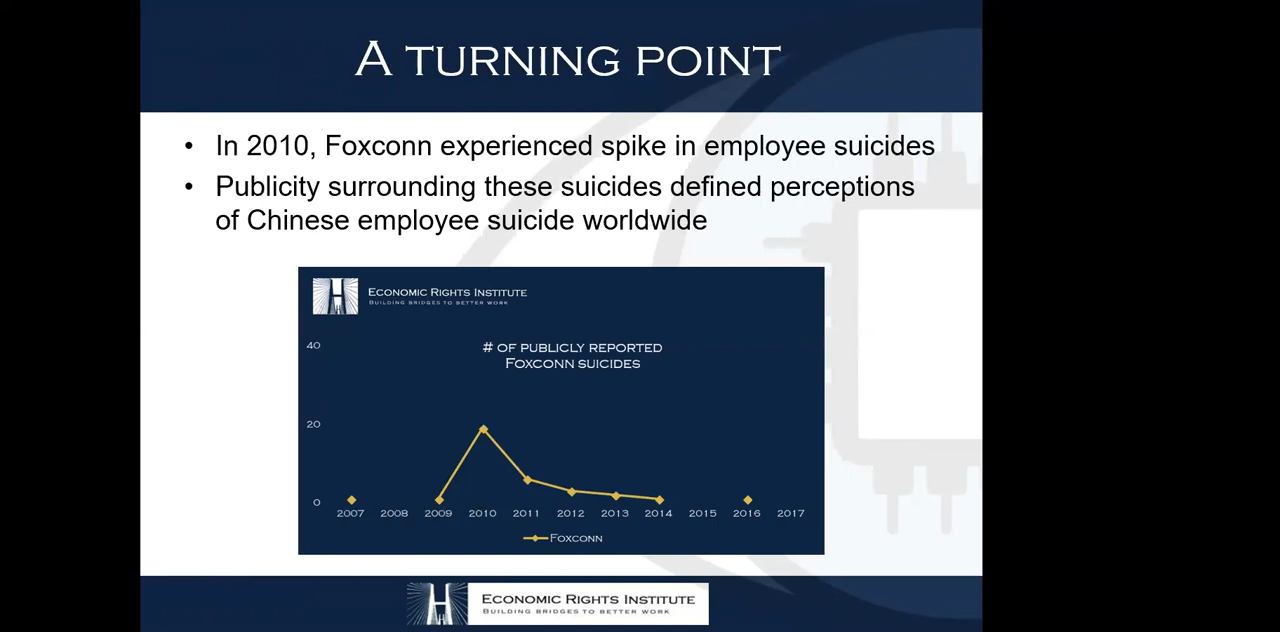 A TURNING POINT
• In 2010, Foxconn experienced spike in employee suicides
• Publicity surrounding these suicides defined perceptions
of Chinese employee suicide worldwide
ECONOMIC RIGHTS INSTITUTE
BUILDING BRIDGES TO BETTER WORK
# OF PUBLICLY REPORTED
FOXCONN SUICIDES
40
20
0
2007 2008 2009 2010 2011 2012 2013 2014 2015 2016 2017
FOXCONN
ECONOMIC RIGHTS INSTITUTE
BUILDING BRIDGES TO BETTER WORK